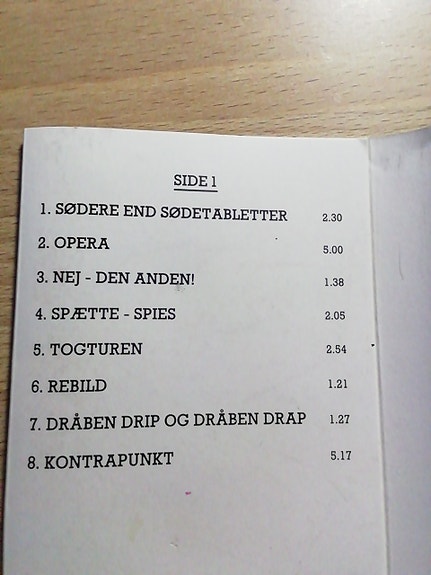 SIDE 1
1. SØDERE END SØDETABLETTER 2.30
2. OPERA 5.00
3. NEJ - DEN ANDEN! 1.38
4. SPÆTTE - SPIES 2.05
5. TOGTUREN 2.54
6. REBILD 1.21
7. DRÅBEN DRIP OG DRÅBEN DRAP 1.27
8. KONTRAPUNKT 5.17